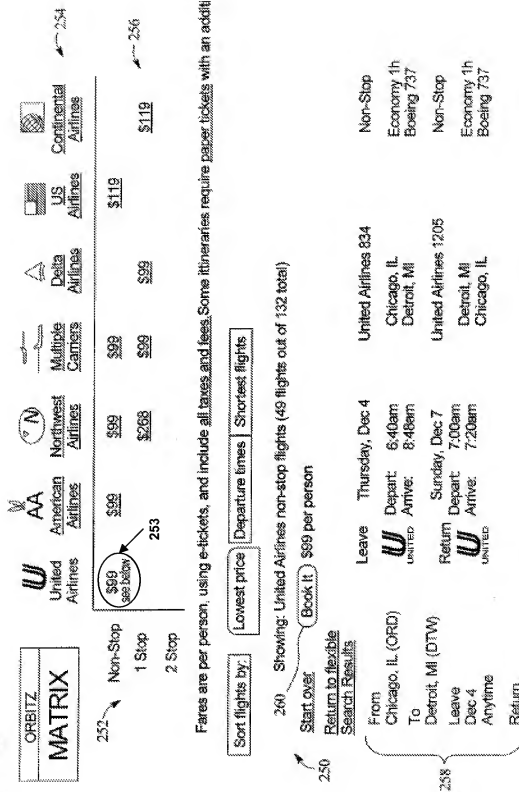 ORBITZ
MATRIX
United Airlines
American Airlines
Northwest Airlines
Multiple Carriers
Delta Airlines
US Airlines
Continental Airlines
254
AA
N
252
Non-Stop $99 $99 $99 $99 $119
see below
253
1 Stop $268 $99 $99 $119
256
2 Stop
Fares are per person, using e-tickets, and include all taxes and fees. Some ittineraries require paper tickets with an additi
Sort flights by: Lowest price Departure times Shortest flights
260 Showing: United Airlines non-stop flights (49 flights out of 132 total)
Start over Book It $99 per person
250
Return to flexible
Search Results
From
Chicago, IL (ORD)
To
Detroit, MI (DTW)
Leave
Dec 4
Anytime
Return
258
Leave Thursday, Dec 4 United Airlines 834 Non-Stop
UNITED Depart: 6:40am Chicago, IL Economy 1h
Arrive: 8:48am Detroit, MI Boeing 737
Return Sunday, Dec 7 United Airlines 1205 Non-Stop
UNITED Depart: 7:00am Detroit, MI Economy 1h
Arrive: 7:20am Chicago, IL Boeing 737